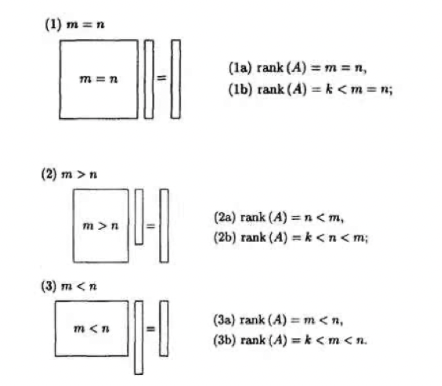 (1) m = n
m = n
=
(1a) rank (A) = m = n,
(1b) rank (A) = k < m = n;
(2) m > n
m > n
=
(2a) rank (A) = n < m,
(2b) rank (A) = k < n < m;
(3) m < n
m < n
=
(3a) rank (A) = m < n,
(3b) rank (A) = k < m < n.